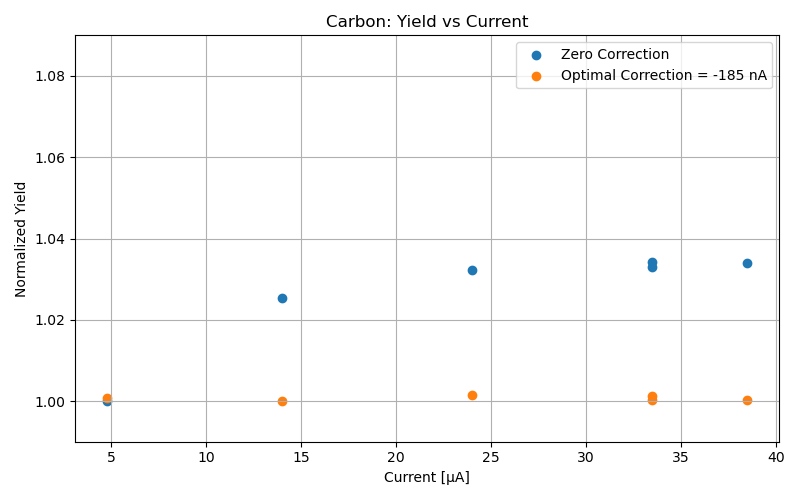 Carbon: Yield vs Current
Zero Correction
Optimal Correction = -185 nA
1.08
1.06
1.04
1.02
1.00
Normalized Yield
5 10 15 20 25 30 35 40
Current [μA]